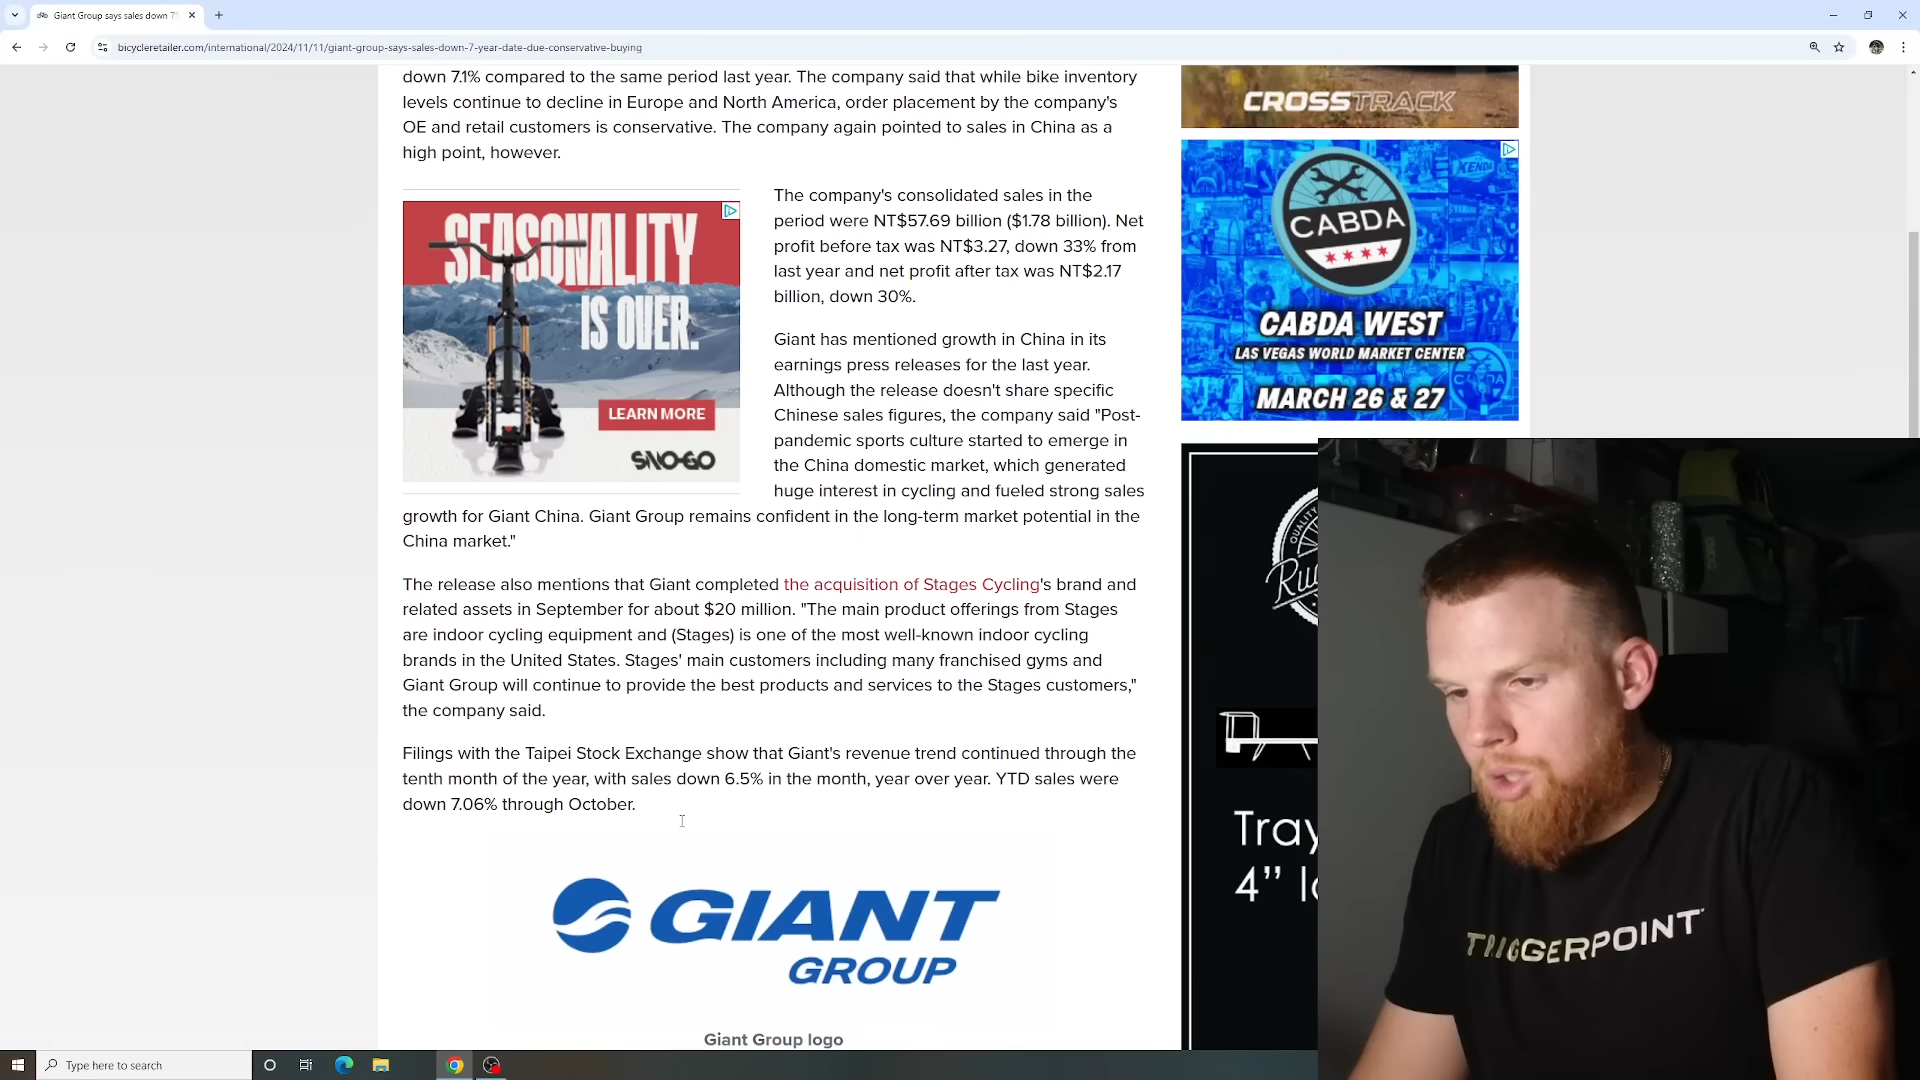 Giant Group says sales down 7
bicycleretailer.com/international/2024/11/11/giant-group-says-sales-down-7-year-date-due-conservative-buying
down 7.1% compared to the same period last year. The company said that while bike inventory
levels continue to decline in Europe and North America, order placement by the company's
OE and retail customers is conservative. The company again pointed to sales in China as a
high point, however.
SEASONALITY
IS OVER.
LEARN MORE
SNO-GO
The company's consolidated sales in the
period were NT$57.69 billion ($1.78 billion). Net
profit before tax was NT$3.27, down 33% from
last year and net profit after tax was NT$2.17
billion, down 30%.
Giant has mentioned growth in China in its
earnings press releases for the last year.
Although the release doesn't share specific
Chinese sales figures, the company said "Post-
pandemic sports culture started to emerge in
the China domestic market, which generated
huge interest in cycling and fueled strong sales
growth for Giant China. Giant Group remains confident in the long-term market potential in the
China market."
The release also mentions that Giant completed the acquisition of Stages Cycling's brand and
related assets in September for about $20 million. "The main product offerings from Stages
are indoor cycling equipment and (Stages) is one of the most well-known indoor cycling
brands in the United States. Stages' main customers including many franchised gyms and
Giant Group will continue to provide the best products and services to the Stages customers,"
the company said.
Filings with the Taipei Stock Exchange show that Giant's revenue trend continued through the
tenth month of the year, with sales down 6.5% in the month, year over year. YTD sales were
down 7.06% through October.
GIANT
GROUP
Giant Group logo
CROSSTRACK
KENDA
CABDA
CABDA WEST
LAS VEGAS WORLD MARKET CENTER
MARCH 26 & 27
QUALITY
Tray
4"
TRIGGERPOINT
Type here to search